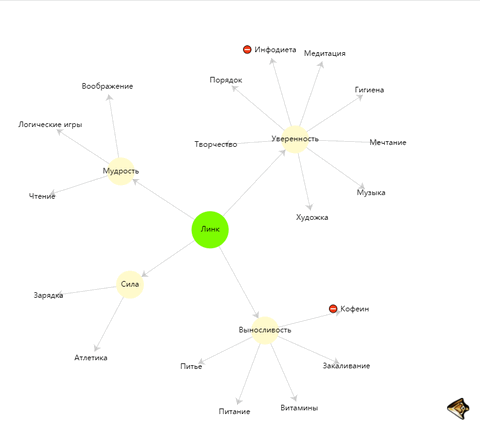 Инфодиета
Медитация
Порядок
Воображение
Гигиена
Логические игры
Уверенность
Творчество
Мечтание
Мудрость
Чтение
Музыка
Художка
Линк
Сила
Зарядка
Кофеин
Выносливость
Атлетика
Питье
Закаливание
Питание
Витамины